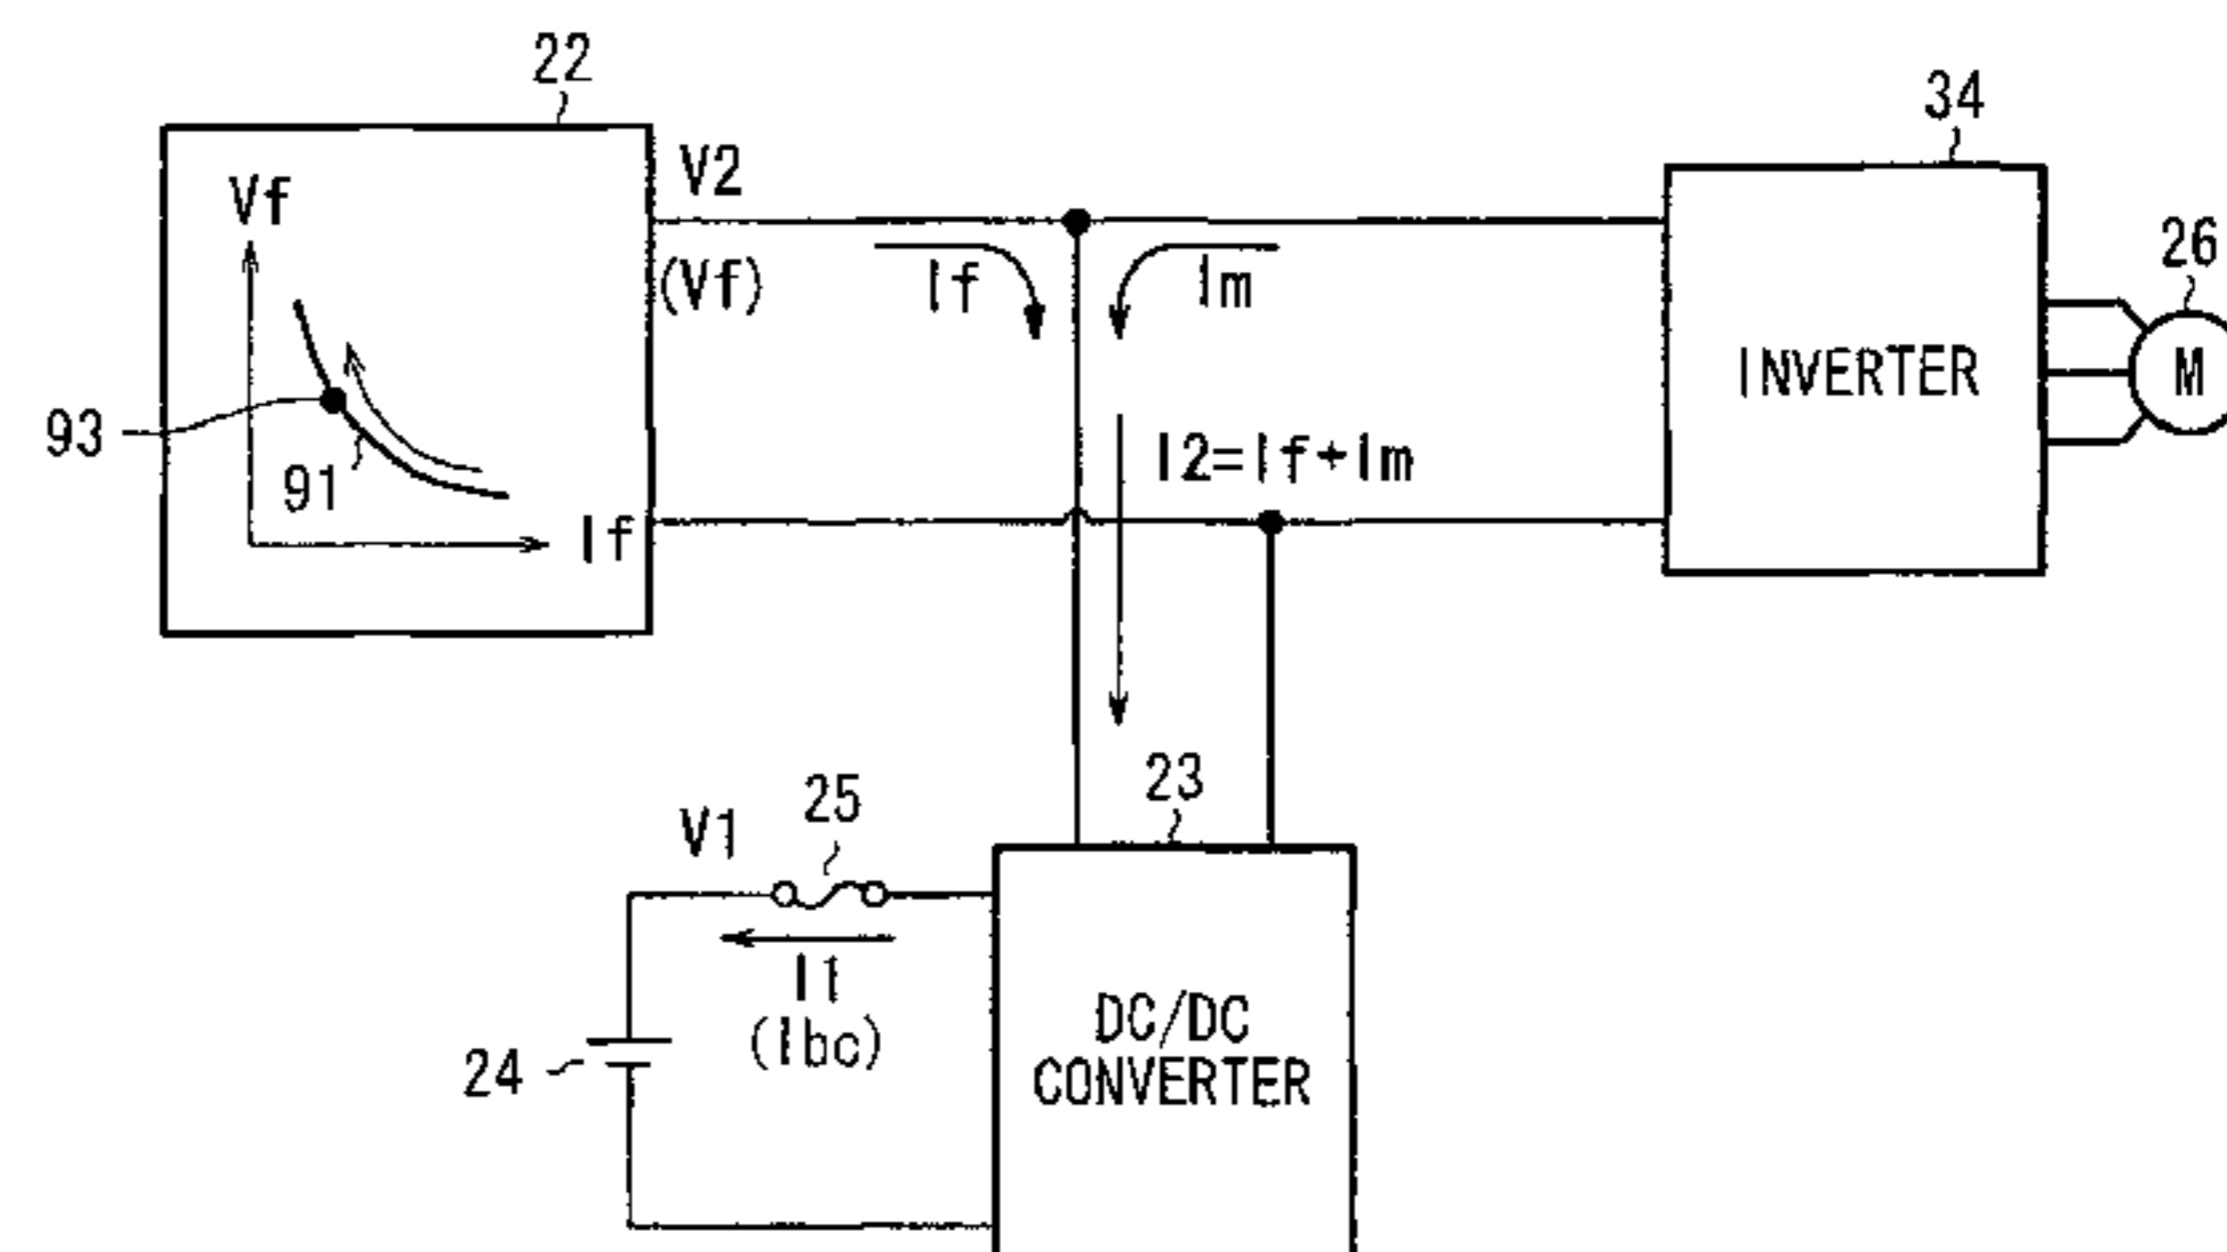 22
34
V2
Vf
26
(Vf)
If
Im
INVERTER
M
93
I2=If+Im
91
If
23
25
V1
I1
(Ibc)
DC/DC
24
CONVERTER